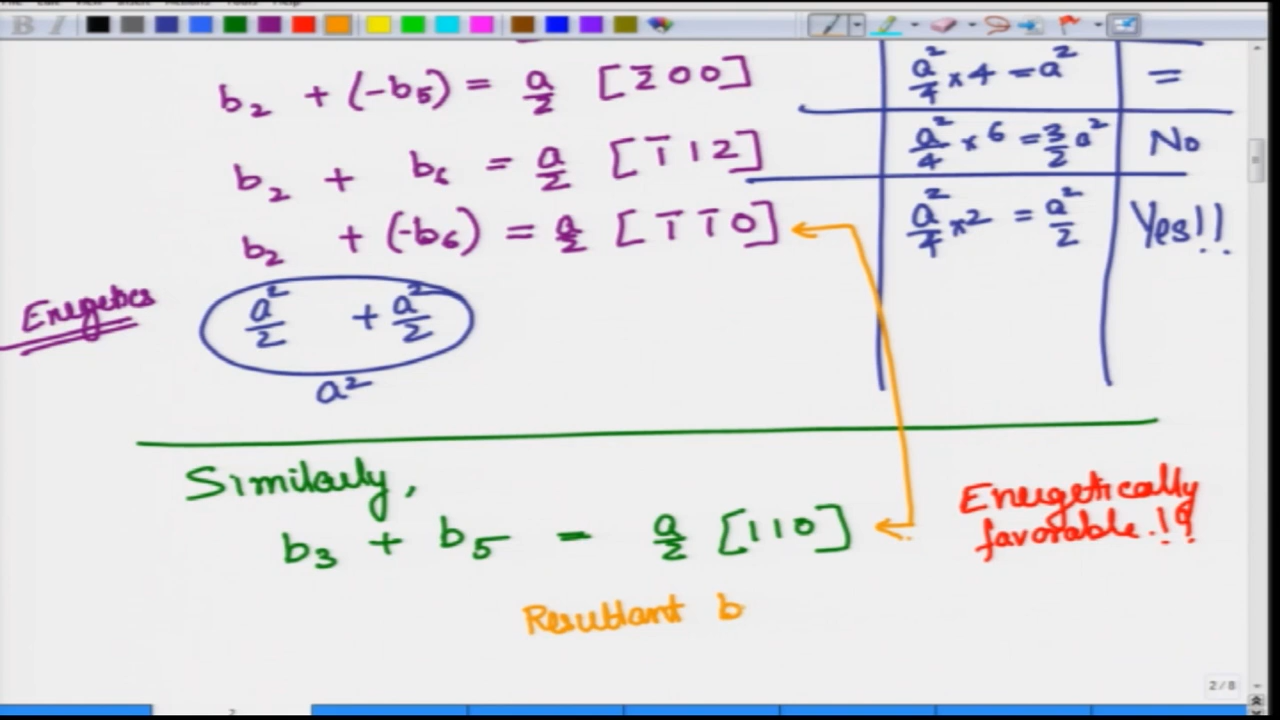 b₂ + (-b₅) = a/2 [2̄00] a²/4 × 4 = a² =
b₂ + b₆ = a/2 [1̄12] a²/4 × 6 = 3/2 a² No
b₂ + (-b₆) = a/2 [1̄1̄0] a²/4 × 2 = a²/2 Yes!!
Enegetics a²/2 + a²/2
a²
Similarly,
b₃ + b₅ = a/2 [110] Energetically
favorable!!
Resultant b
2/8
2